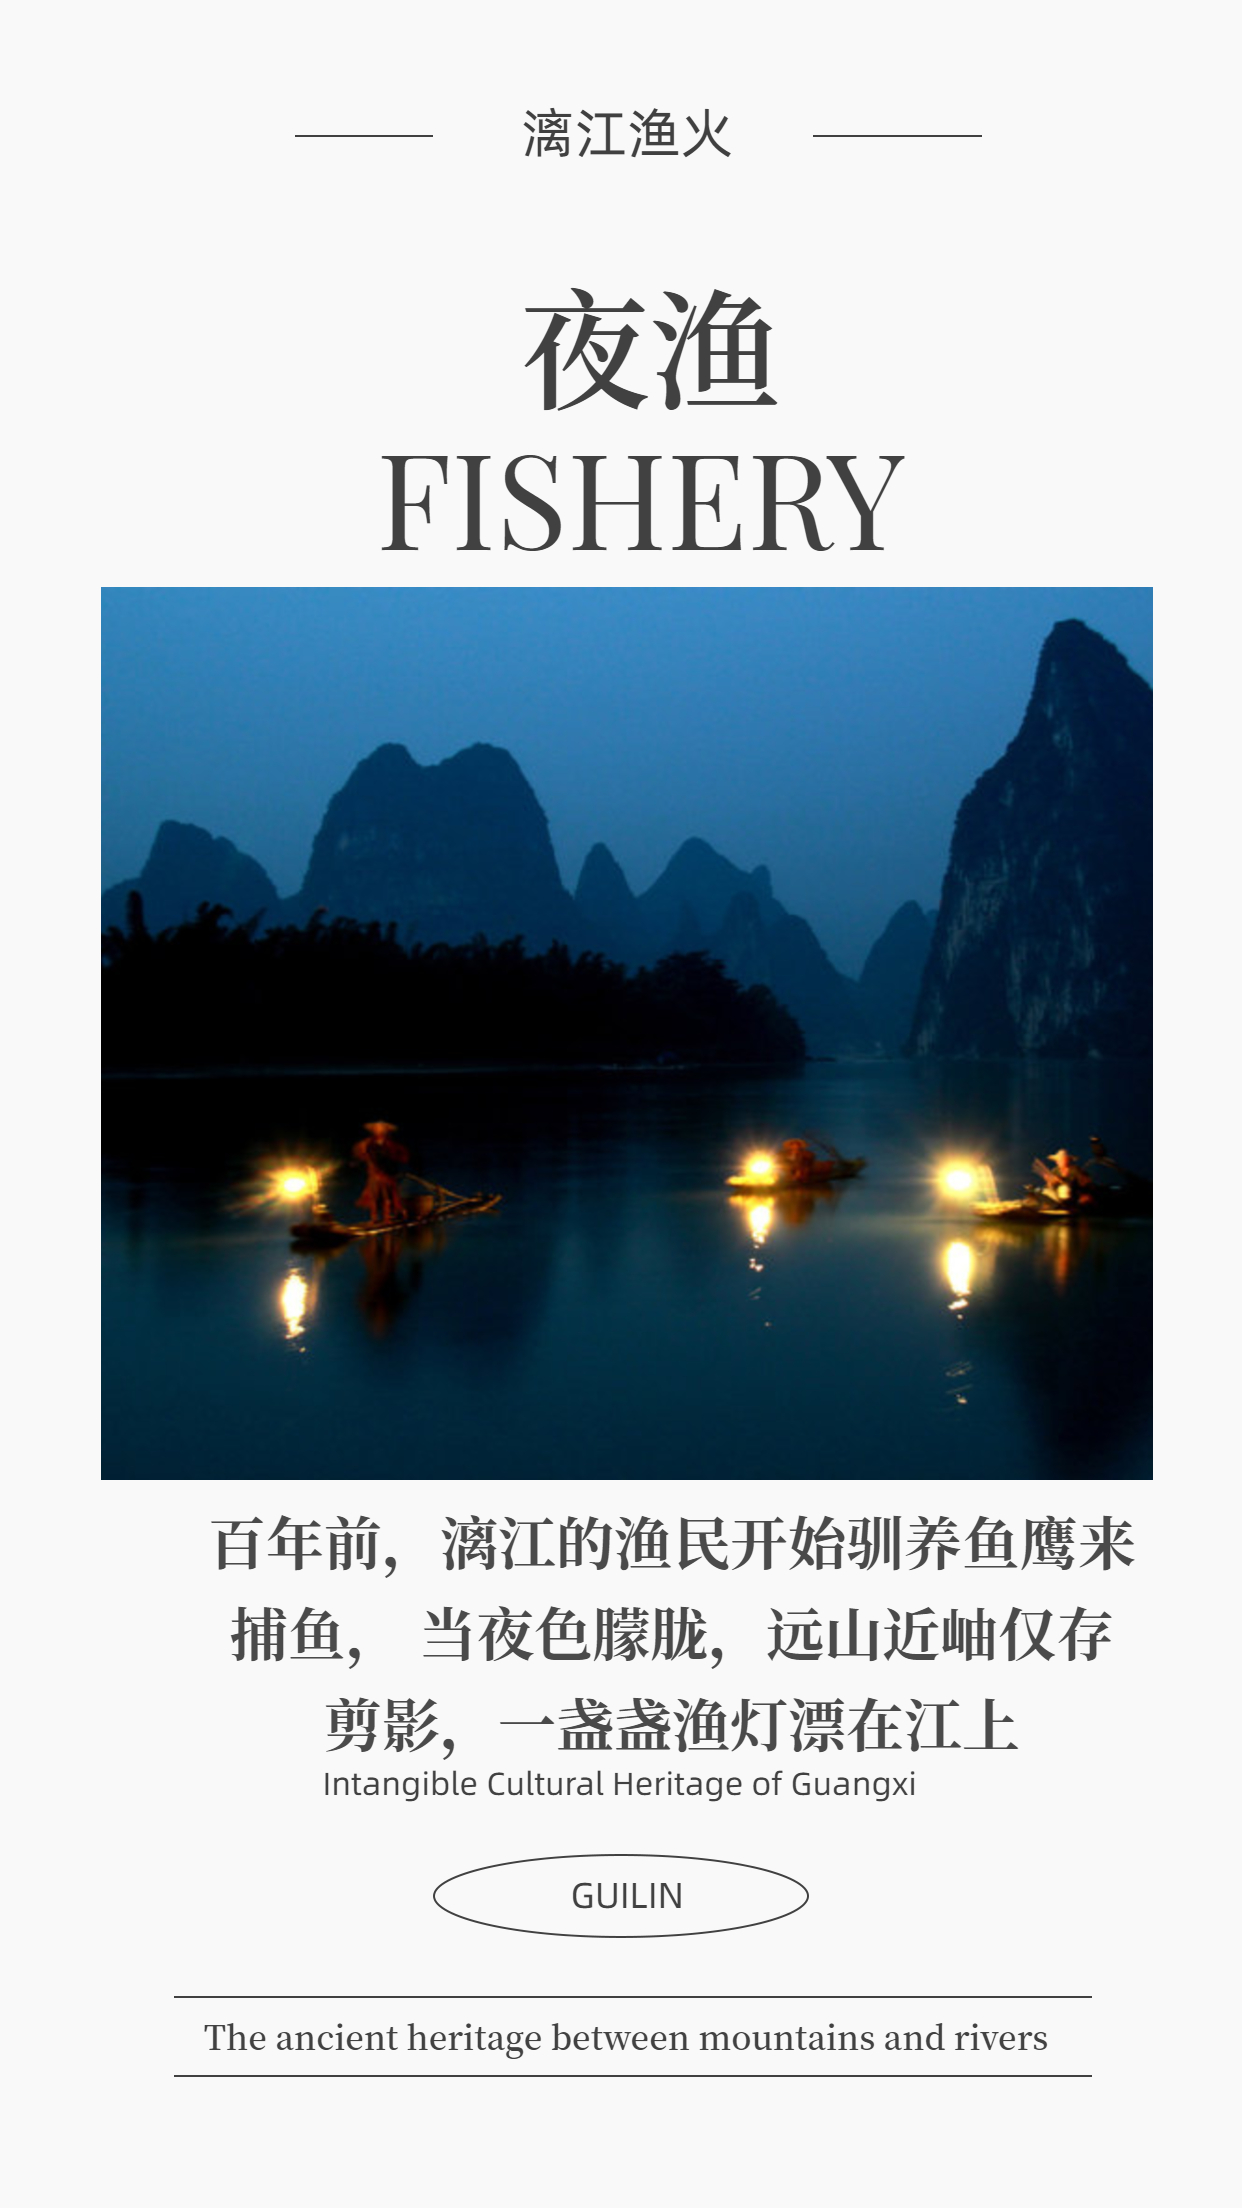 漓江渔火
夜渔
FISHERY
百年前，漓江的渔民开始驯养鱼鹰来
捕鱼， 当夜色朦胧，远山近岫仅存
剪影，一盏盏渔灯漂在江上
Intangible Cultural Heritage of Guangxi
GUILIN
The ancient heritage between mountains and rivers